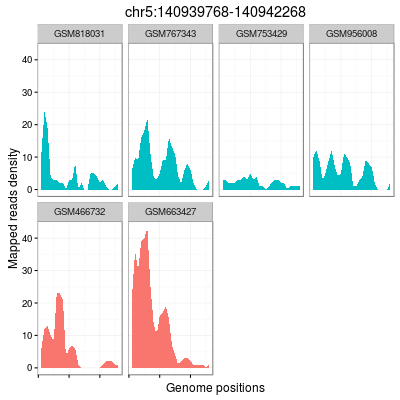 chr5:140939768-140942268
GSM818031 GSM767343 GSM753429 GSM956008
40
30
20
10
0
Mapped reads density
GSM466732 GSM663427
40
30
20
10
0
Genome positions